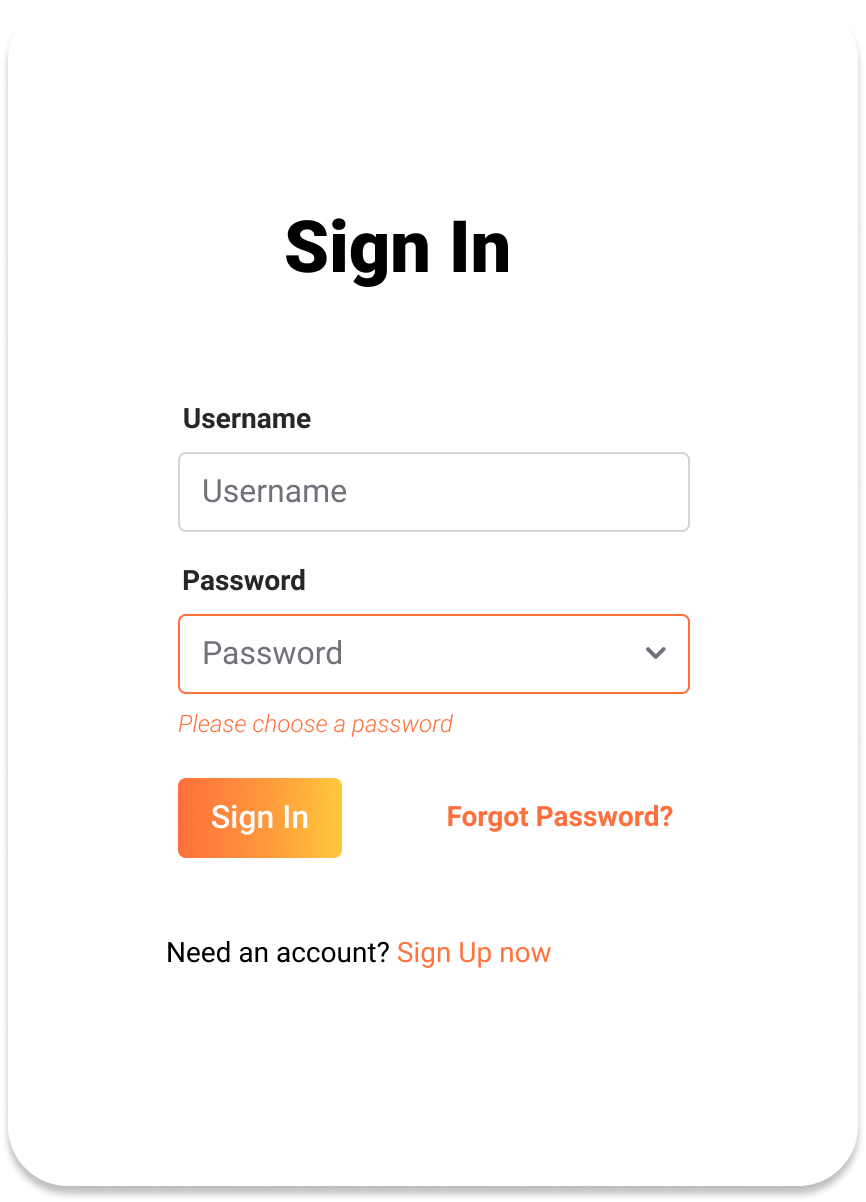 Sign In
Username
Username
Password
Password
Please choose a password
Sign In Forgot Password?
Need an account? Sign Up now